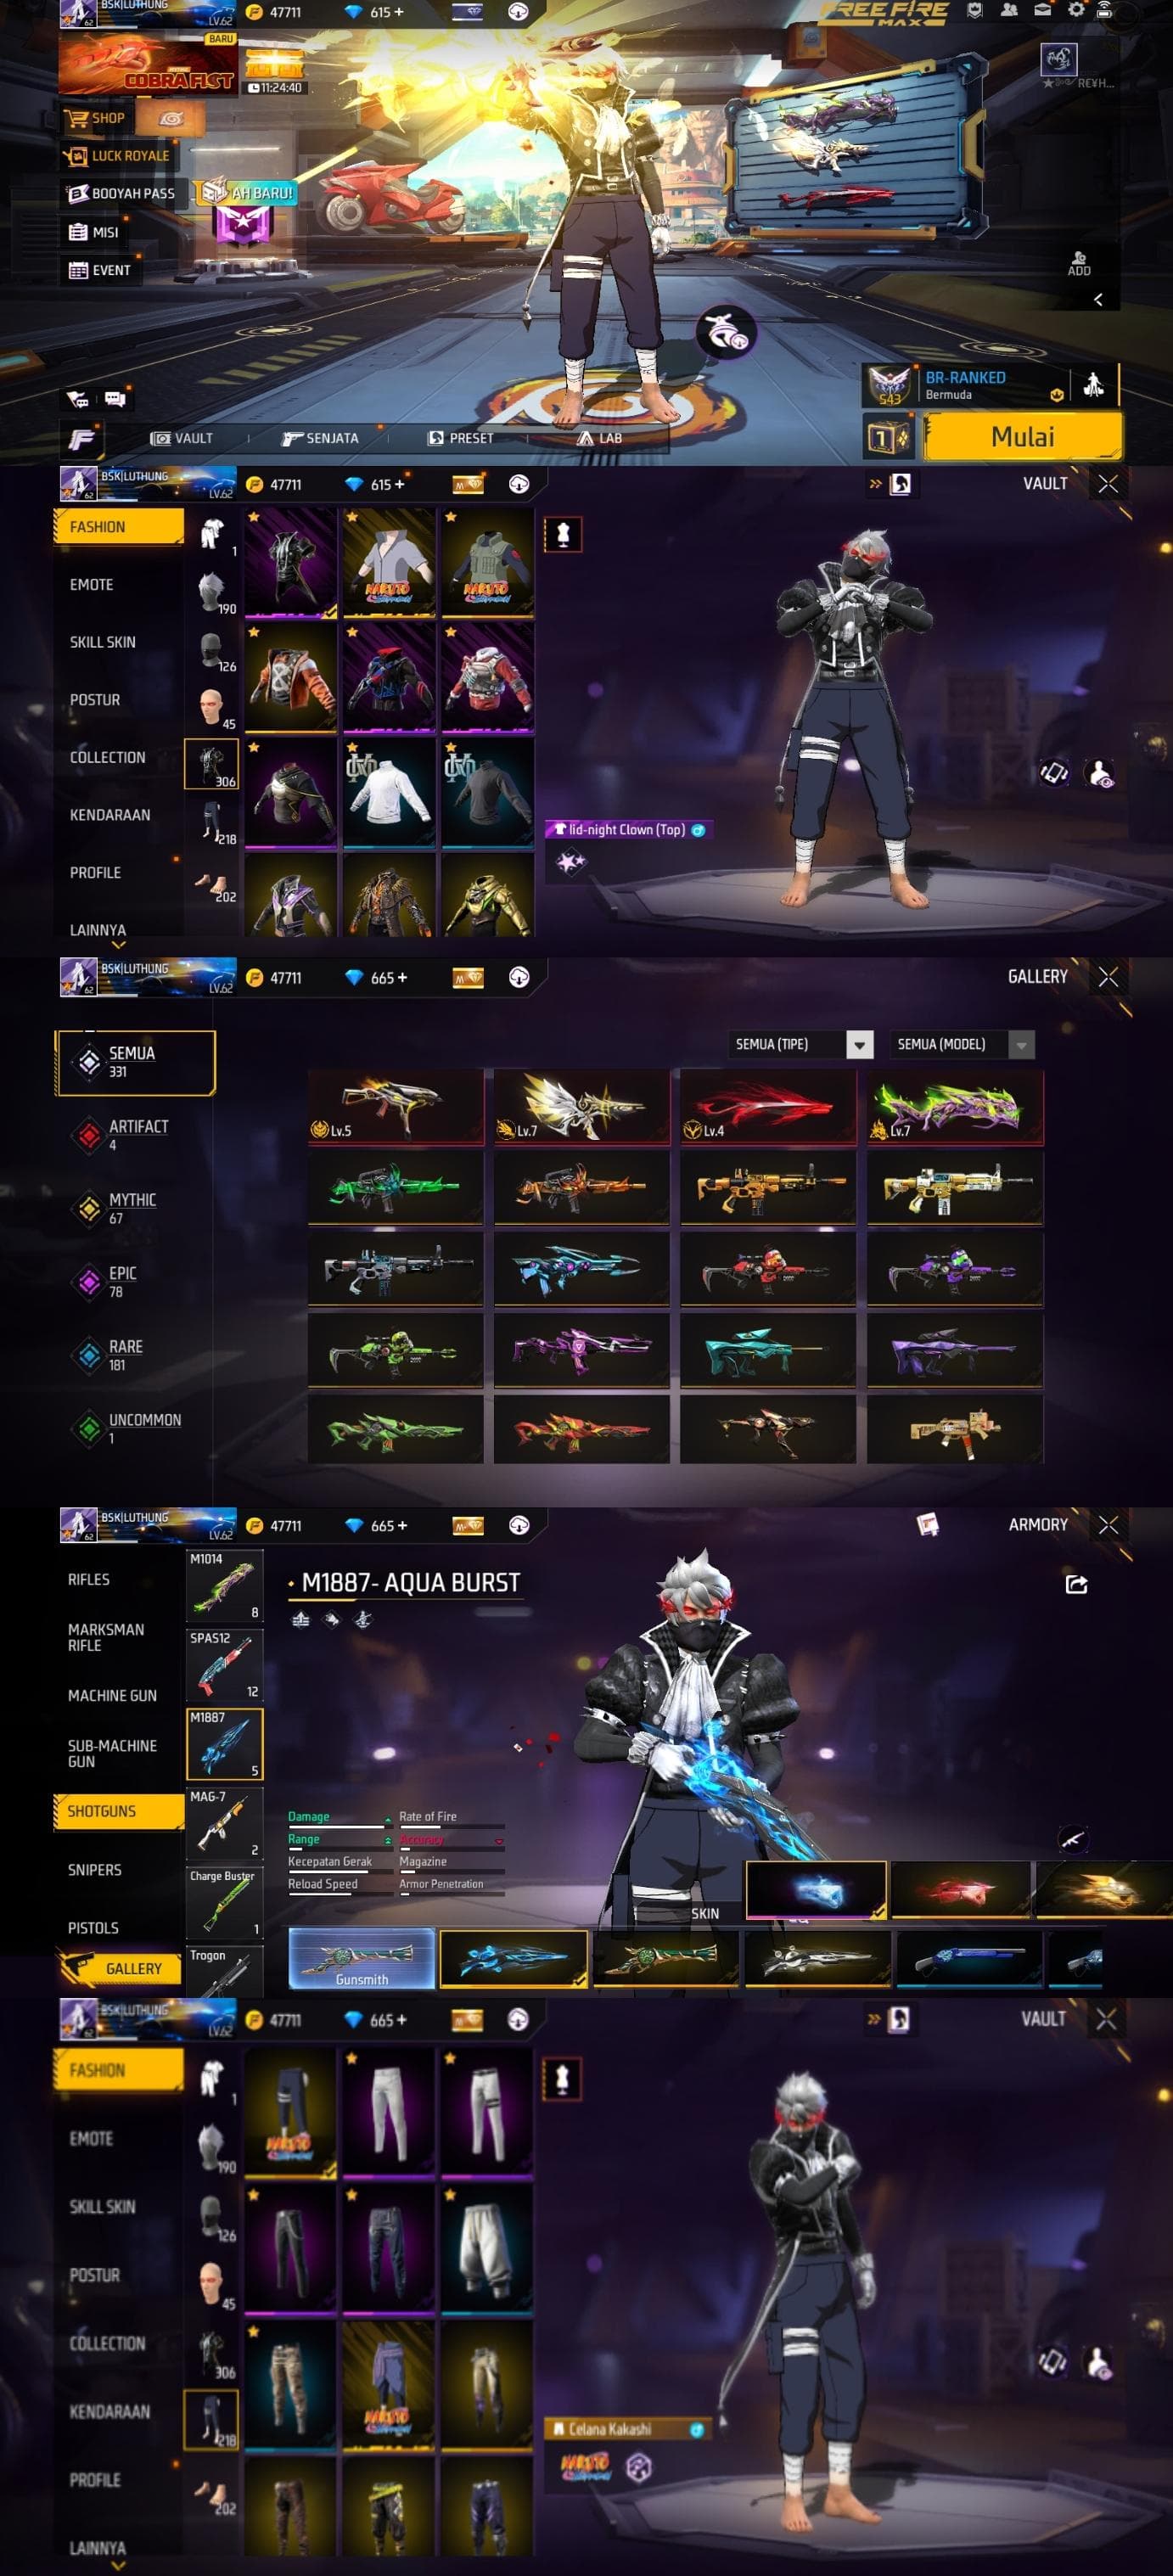 BSK|LUTHUNG
62
LV.62
47711
615 +
FREE FIRE
MAX
BARU
COBRA FIST
11:24:40
SHOP
LUCK ROYALE
BOOYAH PASS
AH BARU!
MISI
EVENT
ADD
543
BR-RANKED
Bermuda
1
Mulai
VAULT
SENJATA
PRESET
LAB
BSK|LUTHUNG
62
LV.62
47711
615 +
VAULT
FASHION
EMOTE
SKILL SKIN
POSTUR
COLLECTION
KENDARAAN
PROFILE
LAINNYA
1
190
126
45
306
218
202
NARUTO
NARUTO
lid-night Clown (Top)
BSK|LUTHUNG
62
LV.62
47711
665 +
GALLERY
SEMUA
331
ARTIFACT
4
MYTHIC
67
EPIC
78
RARE
181
UNCOMMON
1
SEMUA (TIPE)
SEMUA (MODEL)
Lv.5
Lv.7
Lv.4
Lv.7
BSK|LUTHUNG
62
LV.62
47711
665 +
ARMORY
RIFLES
MARKSMAN
RIFLE
MACHINE GUN
SUB-MACHINE
GUN
SHOTGUNS
SNIPERS
PISTOLS
GALLERY
M1014
8
SPAS12
12
M1887
5
MAG-7
2
Charge Buster
1
Trogon
M1887- AQUA BURST
Damage
Rate of Fire
Range
Accuracy
Kecepatan Gerak
Magazine
Reload Speed
Armor Penetration
SKIN
Gunsmith
BSK|LUTHUNG
62
LV.62
47711
665 +
VAULT
FASHION
EMOTE
SKILL SKIN
POSTUR
COLLECTION
KENDARAAN
PROFILE
LAINNYA
1
190
126
45
306
218
202
NARUTO
NARUTO
Celana Kakashi
NARUTO